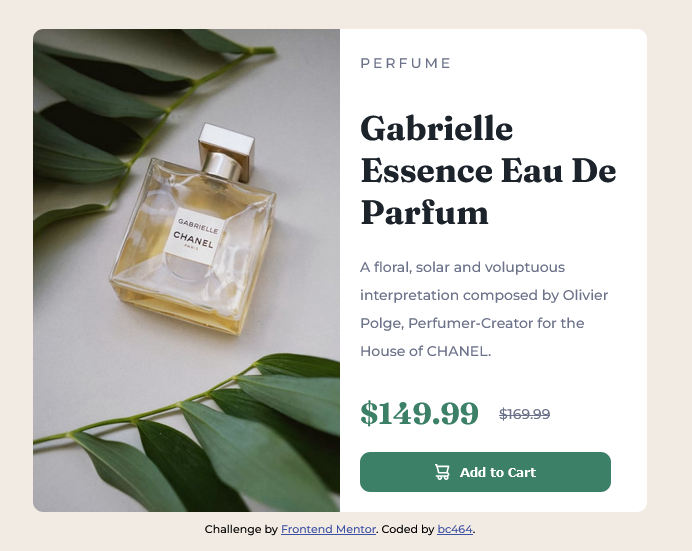 GABRIELLE
CHANEL
PARIS
PERFUME
Gabrielle
Essence Eau De
Parfum
A floral, solar and voluptuous
interpretation composed by Olivier
Polge, Perfumer-Creator for the
House of CHANEL.
$149.99 $169.99
Add to Cart
Challenge by Frontend Mentor. Coded by bc464.